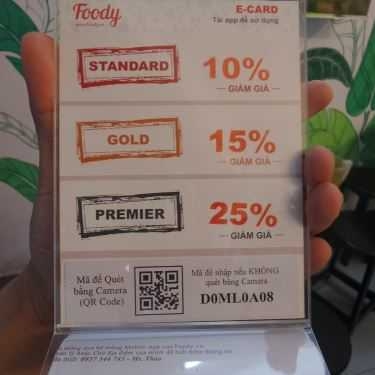 Foody
E-CARD
Tải app để sử dụng
STANDARD
10%
GIẢM GIÁ
GOLD
15%
GIẢM GIÁ
PREMIER
25%
GIẢM GIÁ
Mã để Quét
bằng Camera
(QR Code)
Mã để nhập nếu KHÔNG
quét bằng Camera
D0ML0A08